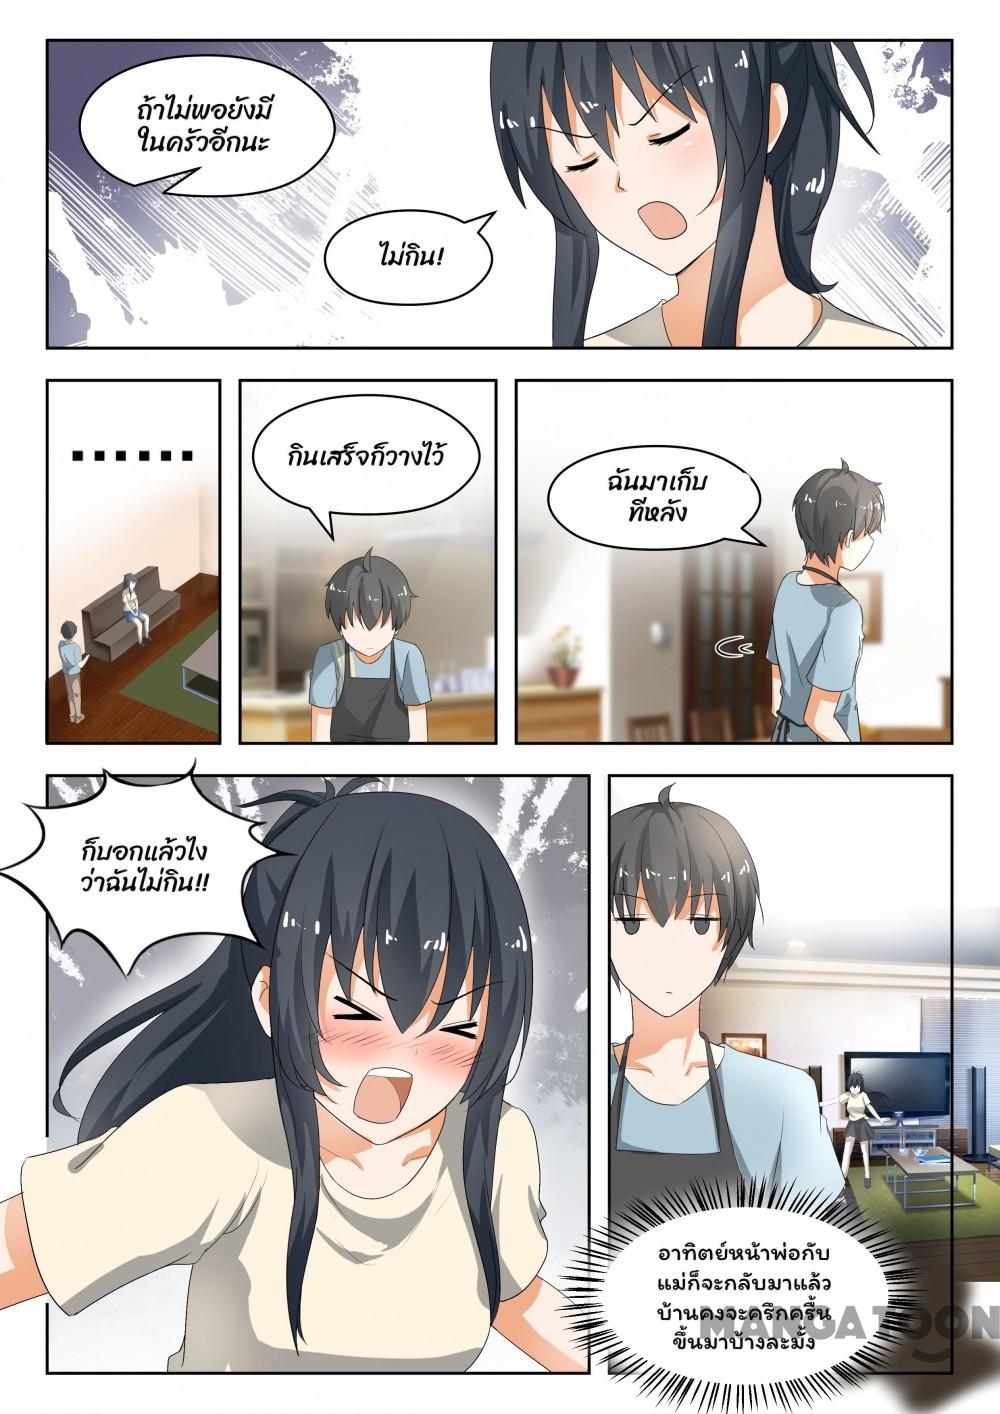 ถ้าไม่พอยังมี
ในครัวอีกนะ
ไม่กิน!
......
กินเสร็จก็วางไว้
ฉันมาเก็บ
ทีหลัง
ก็บอกแล้วไง
ว่าฉันไม่กิน!!
อาทิตย์หน้าพ่อกับ
แม่ก็จะกลับมาแล้ว
บ้านคงจะครึกครื้น
ขึ้นมาบ้างละมั้ง
MANGATOON